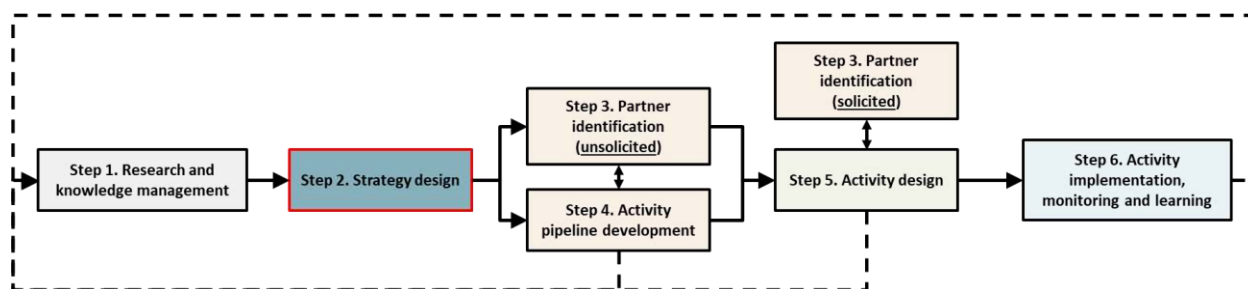 Step 1. Research and
knowledge management
Step 2. Strategy design
Step 3. Partner
identification
(unsolicited)
Step 4. Activity
pipeline development
Step 3. Partner
identification
(solicited)
Step 5. Activity design
Step 6. Activity
implementation,
monitoring and learning